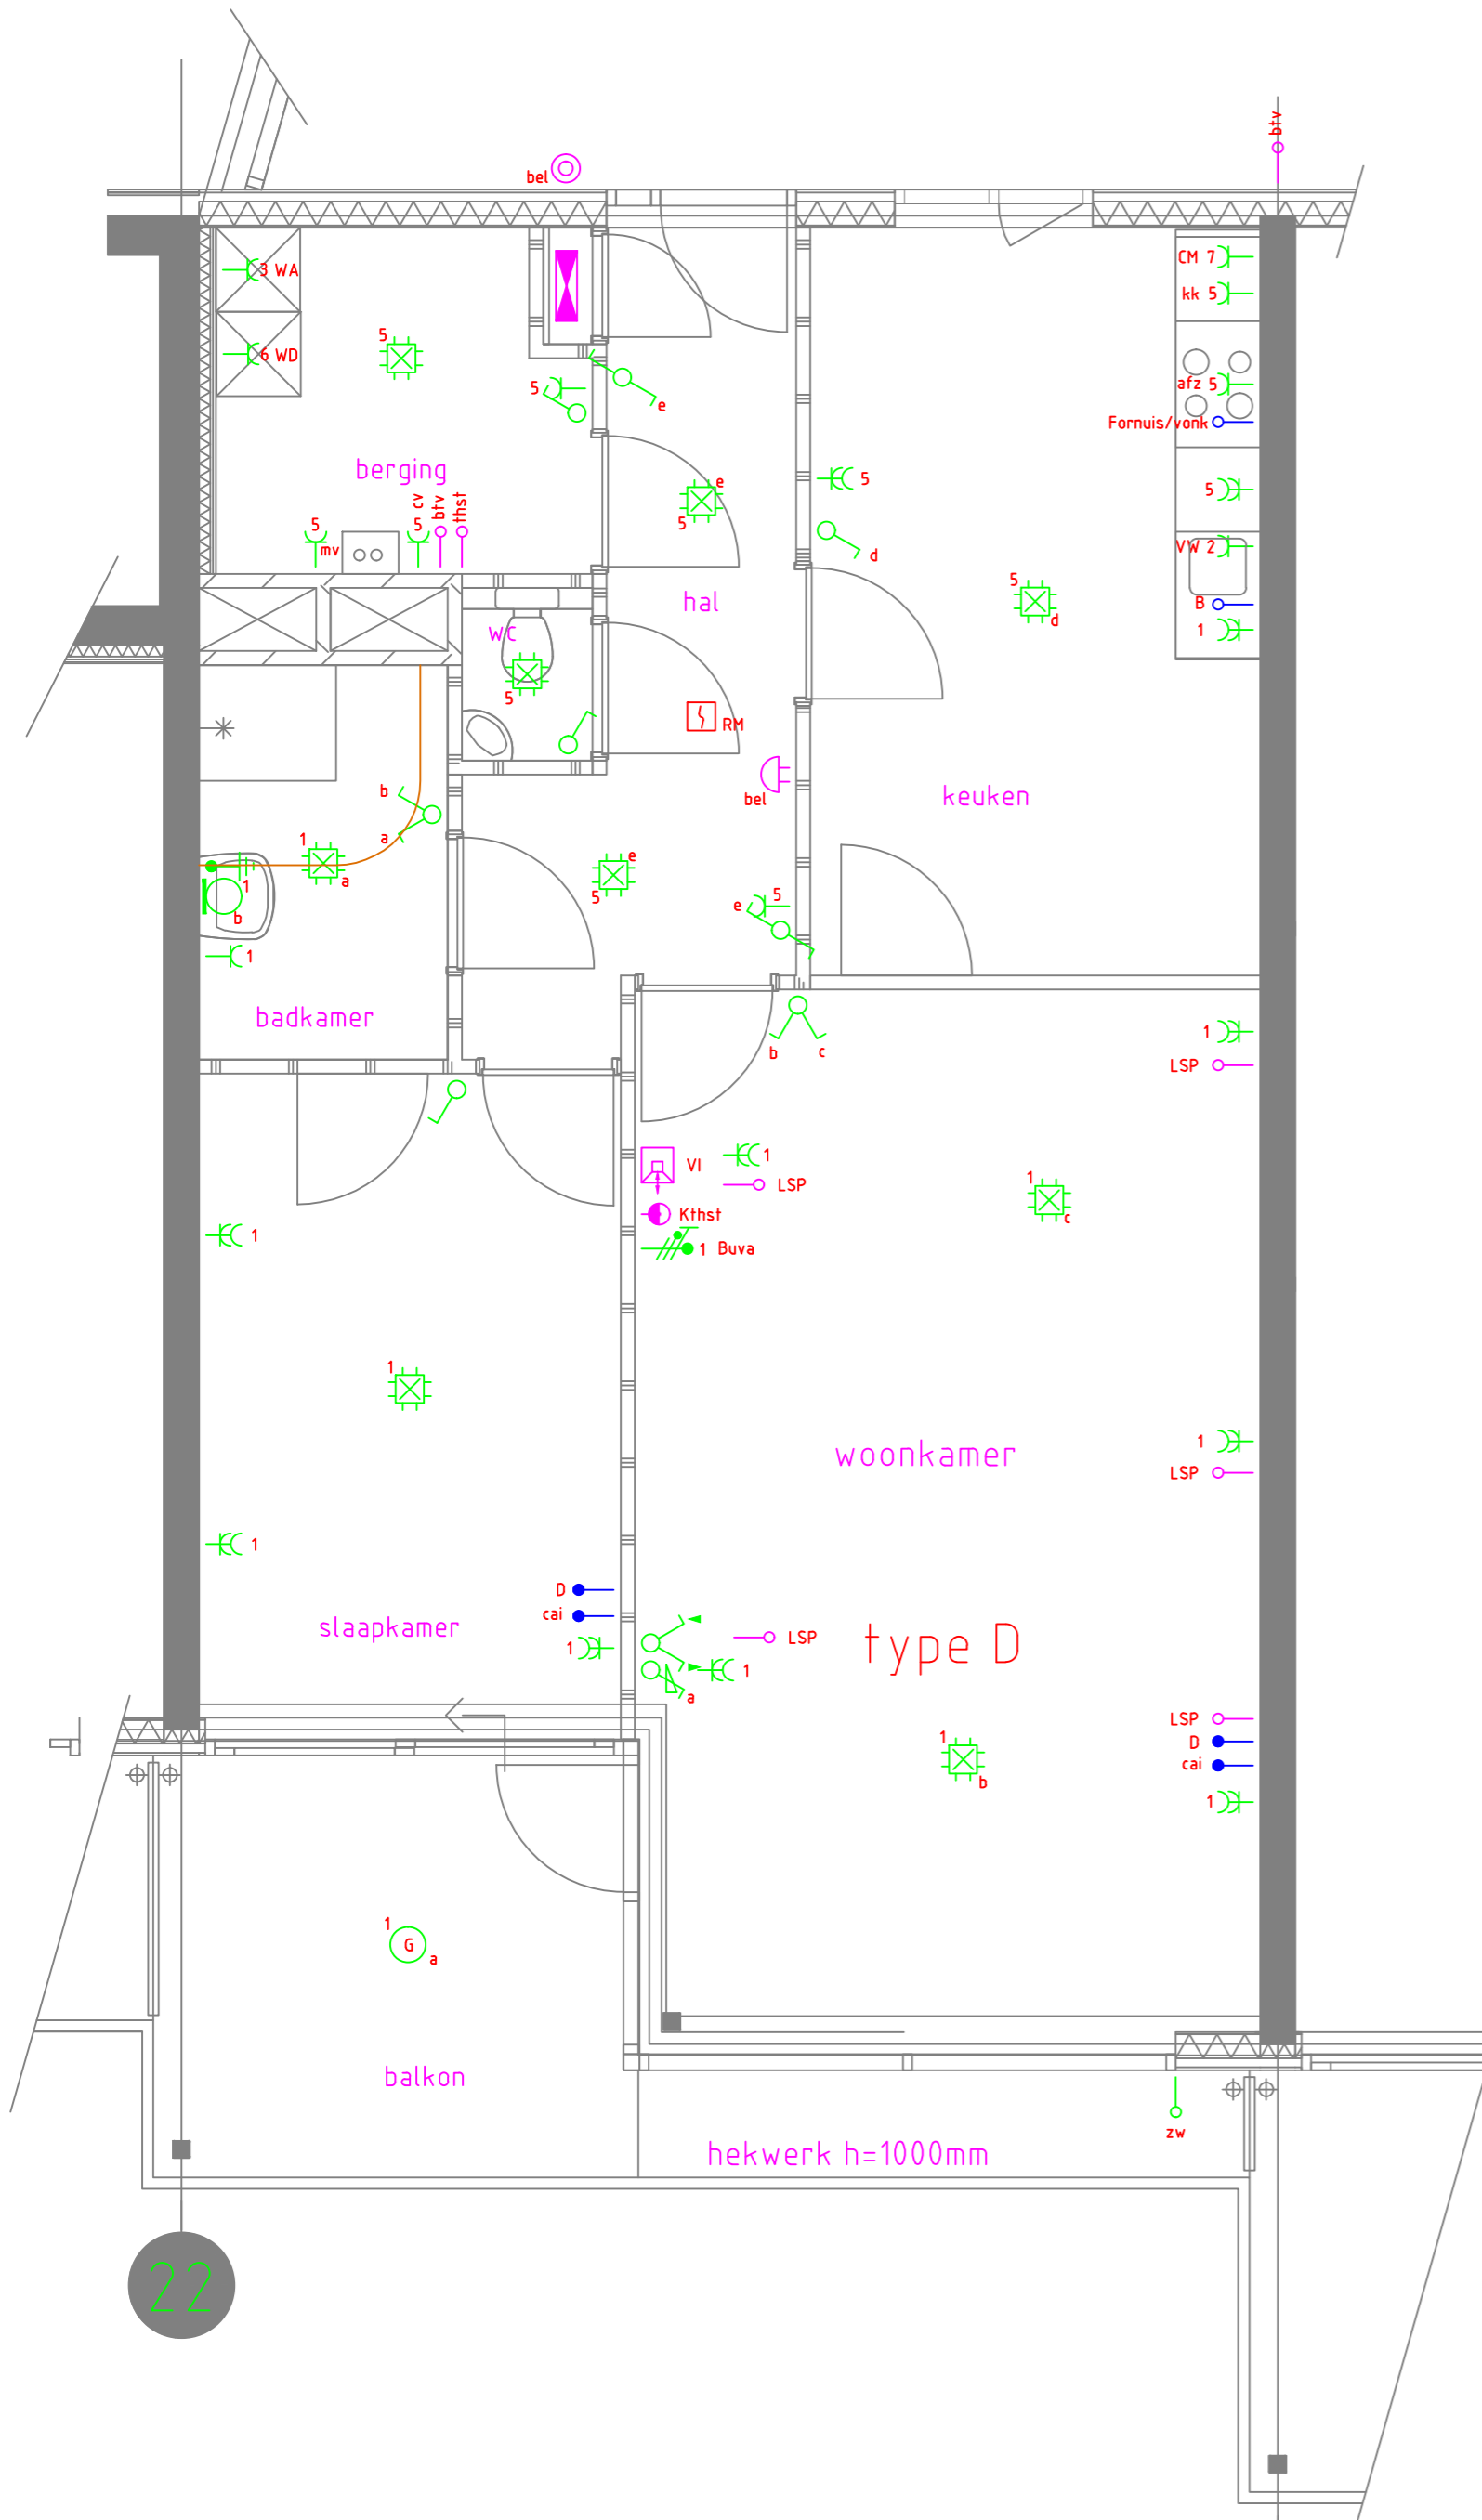 btv
bel
3 WA
CM 7
kk 5
5
6 WD
5
e
afz 5
Fornuis/vonk
berging
e
5
5
cv
btv
thst
5
5
5
mv
d
VW 2
hal
5
d
B
1
WC
5
RM
b
bel
keuken
a
1
a
e
5
1
b
5
e
1
badkamer
b
c
1
LSP
VI
1
LSP
Kthst
1
c
1
1 Buva
1
woonkamer
1
LSP
1
D
cai
slaapkamer
1
LSP
type D
1
a
LSP
D
cai
1
b
1
1
G
a
balkon
zw
hekwerk h=1000mm
22